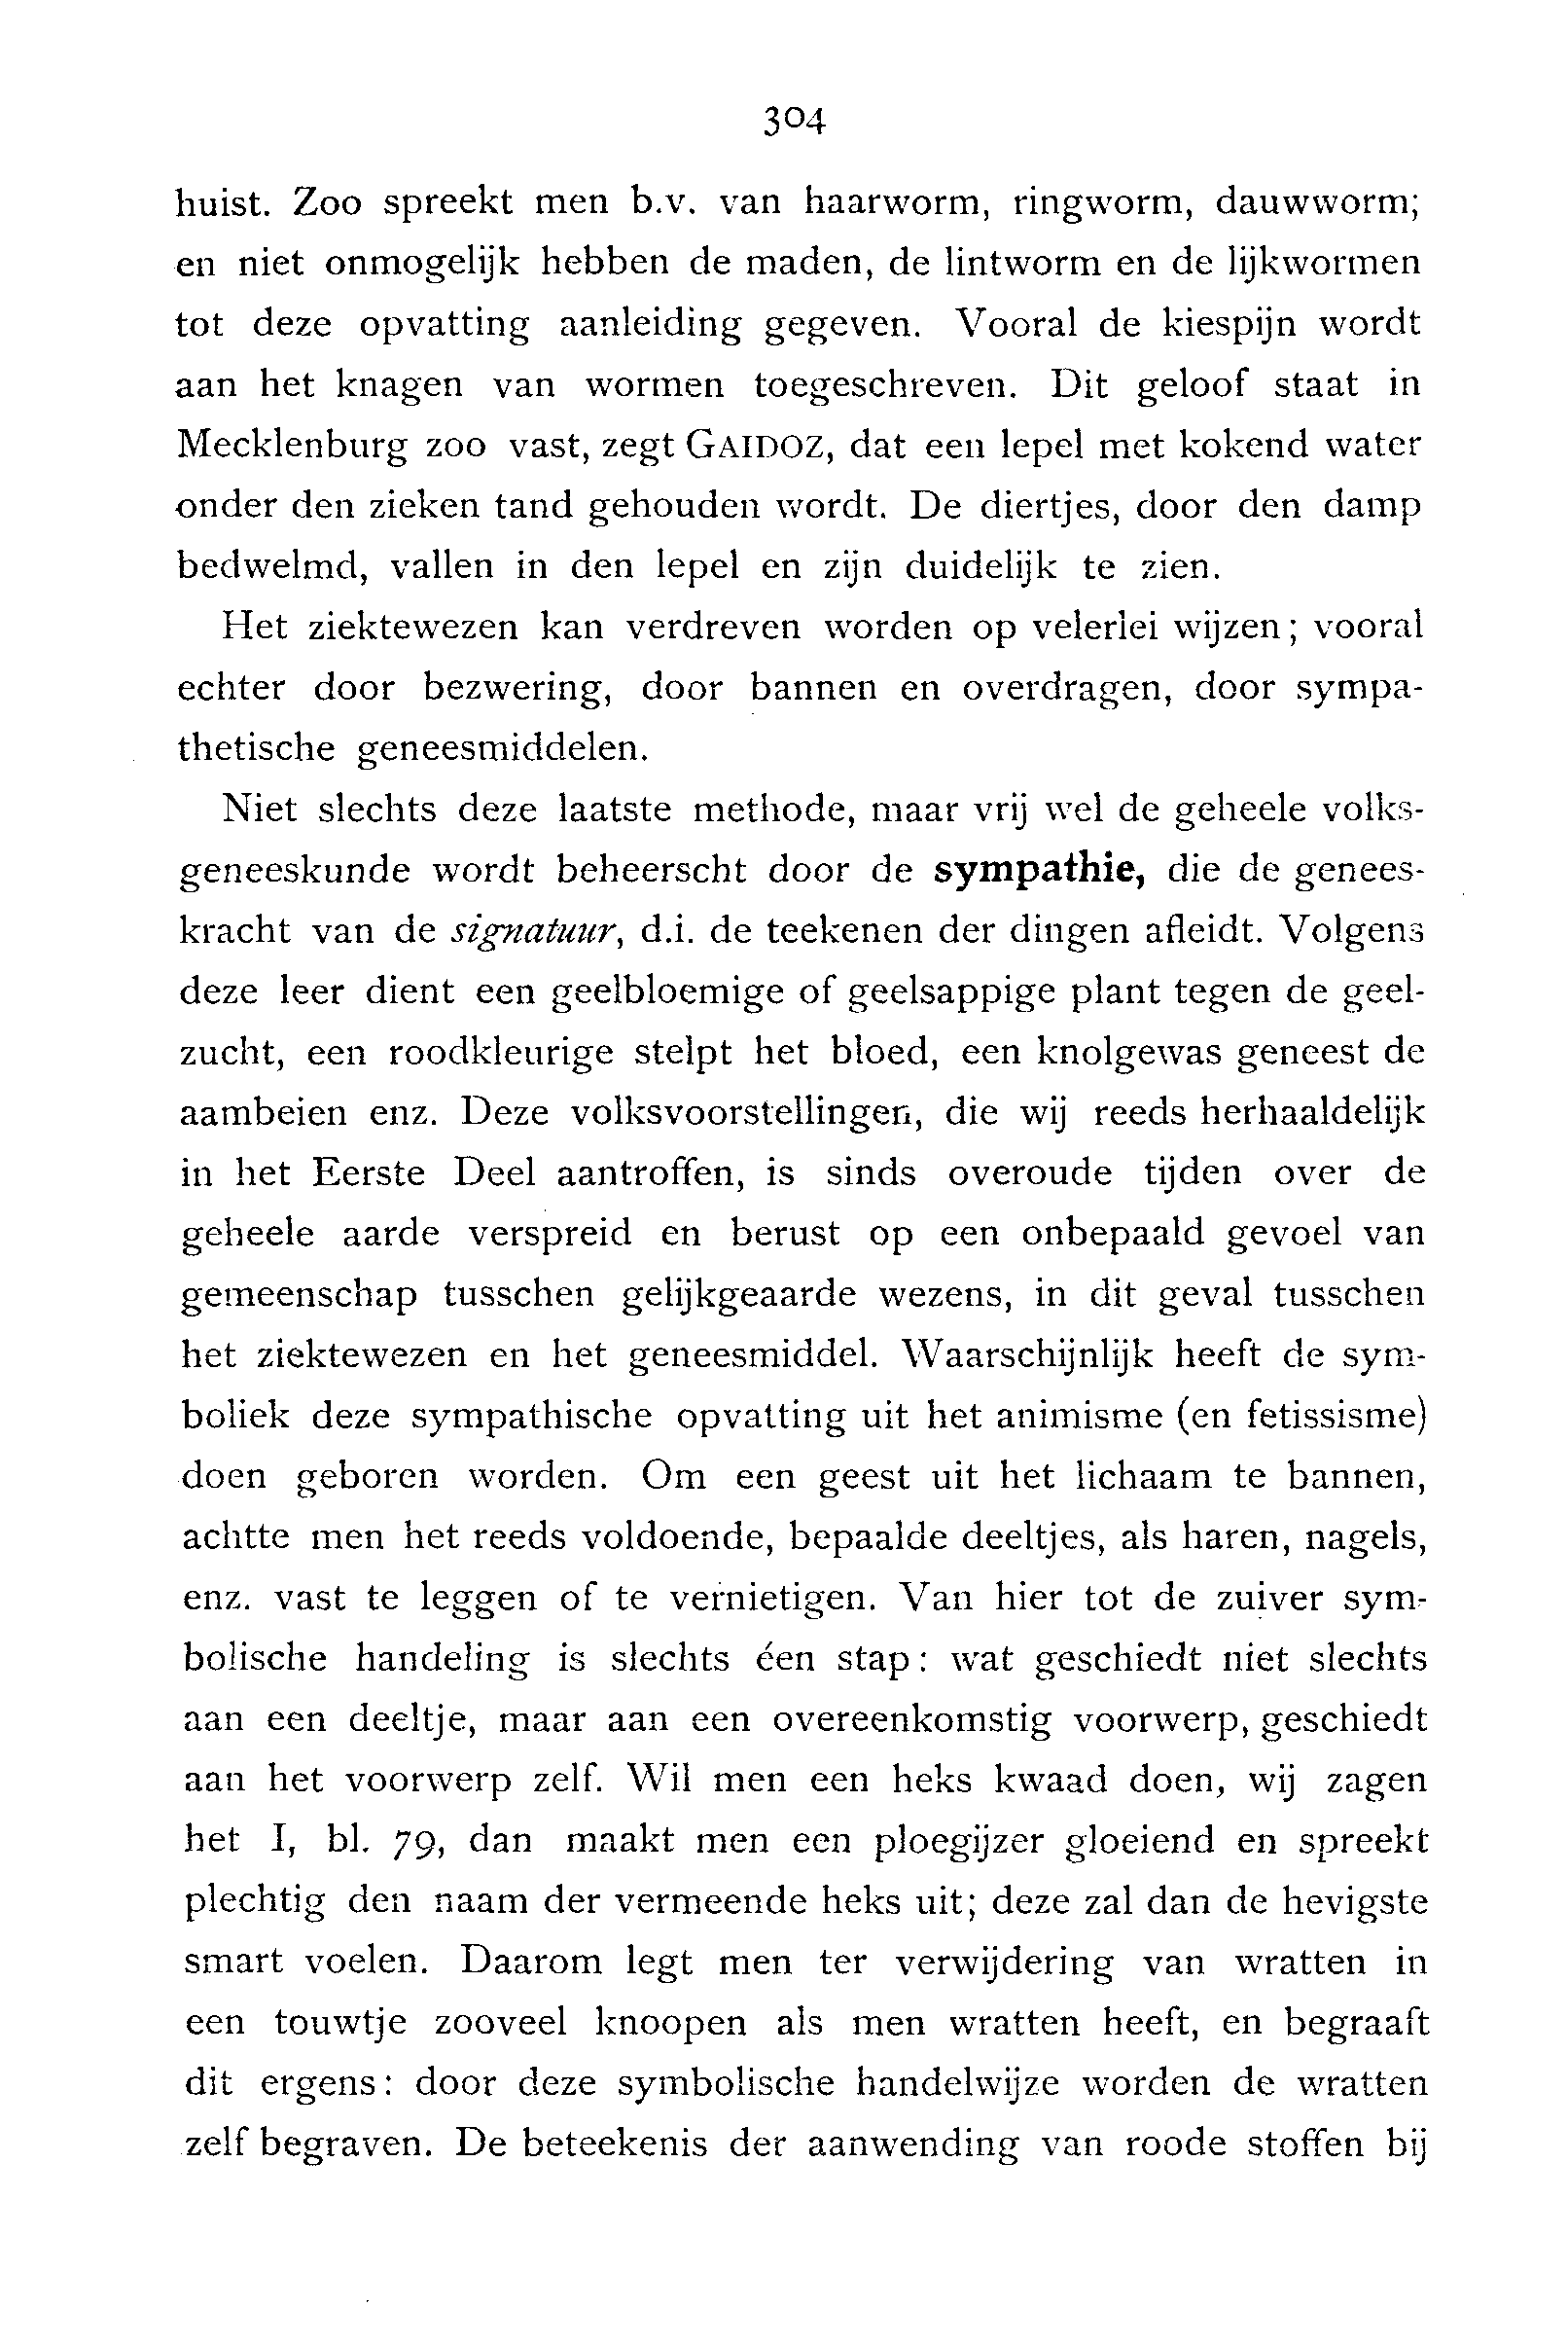 304
huist. Zoo spreekt men b.v. van haarworm, ringworm, dauwworm;
en niet onmogelijk hebben de maden, de lintworm en de lijkwormen
tot deze opvatting aanleiding gegeven. Vooral de kiespijn wordt
aan het knagen van wormen toegeschreven. Dit geloof staat in
Mecklenburg zoo vast, zegt GAIDOZ, dat een lepel met kokend water
onder den zieken tand gehouden wordt. De diertjes, door den damp
bedwelmd, vallen in den lepel en zijn duidelijk te zien.
Het ziektewezen kan verdreven worden op velerlei wijzen; vooral
echter door bezwering, door bannen en overdragen, door sympa-
thetische geneesmiddelen.
Niet slechts deze laatste methode, maar vrij wel de geheele volks-
geneeskunde wordt beheerscht door de sympathie, die de genees-
kracht van de signatuur, d.i. de teekenen der dingen afleidt. Volgens
deze leer dient een geelbloemige of geelsappige plant tegen de geel-
zucht, een roodkleurige stelpt het bloed, een knolgewas geneest de
aambeien enz. Deze volksvoorstellingen, die wij reeds herhaaldelijk
in het Eerste Deel aantroffen, is sinds overoude tijden over de
geheele aarde verspreid en berust op een onbepaald gevoel van
gemeenschap tusschen gelijkgeaarde wezens, in dit geval tusschen
het ziektewezen en het geneesmiddel. Waarschijnlijk heeft de sym-
boliek deze sympathische opvatting uit het animisme (en fetissisme)
doen geboren worden. Om een geest uit het lichaam te bannen,
achtte men het reeds voldoende, bepaalde deeltjes, als haren, nagels,
enz. vast te leggen of te vernietigen. Van hier tot de zuiver sym-
bolische handeling is slechts één stap: wat geschiedt niet slechts
aan een deeltje, maar aan een overeenkomstig voorwerp, geschiedt
aan het voorwerp zelf. Wil men een heks kwaad doen, wij zagen
het I, bl. 79, dan maakt men een ploegijzer gloeiend en spreekt
plechtig den naam der vermeende heks uit; deze zal dan de hevigste
smart voelen. Daarom legt men ter verwijdering van wratten in
een touwtje zooveel knoopen als men wratten heeft, en begraaft
dit ergens: door deze symbolische handelwijze worden de wratten
zelf begraven. De beteekenis der aanwending van roode stoffen bij